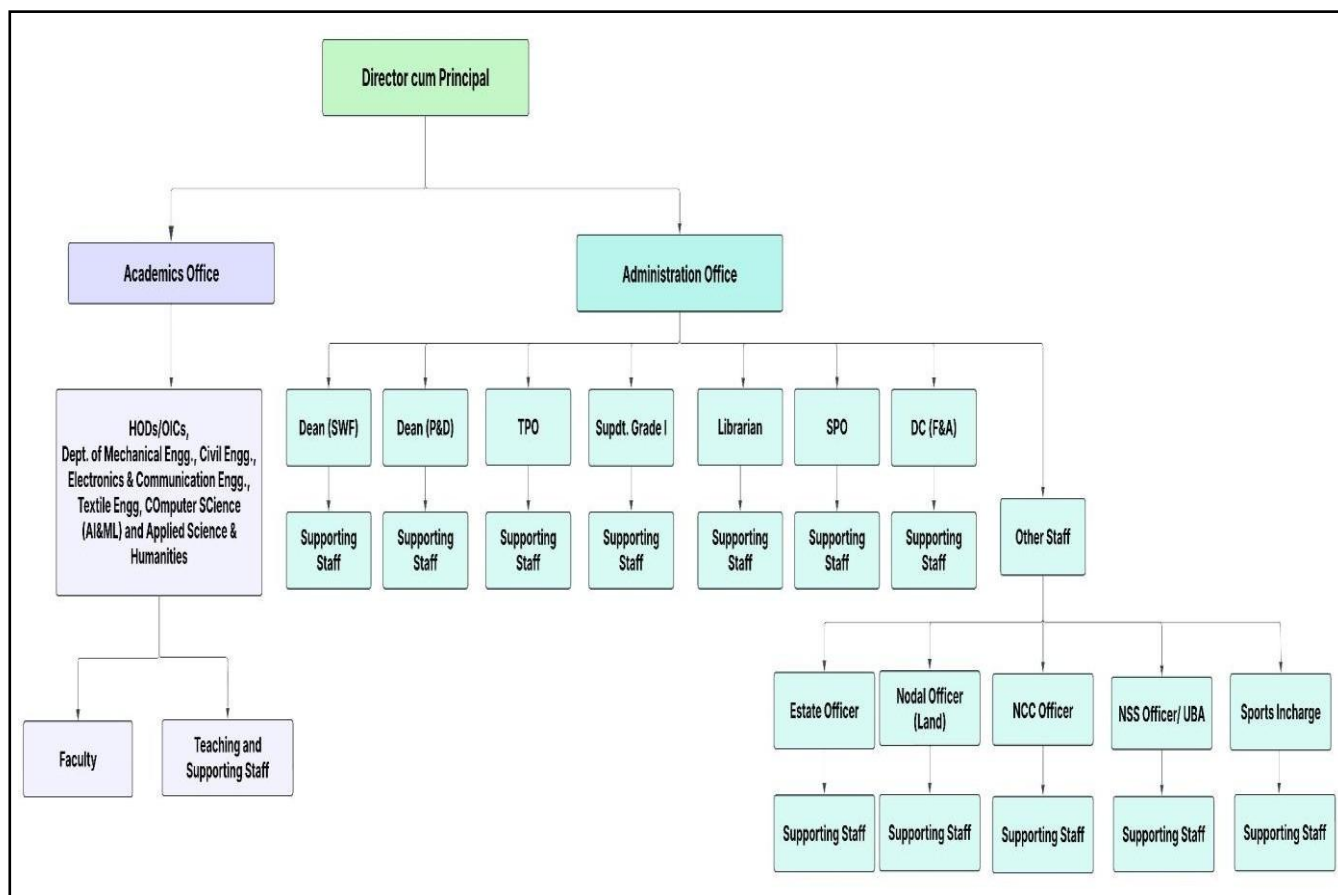 Director cum Principal
Academics Office
Administration Office
HODs/OICs,
Dept. of Mechanical Engg., Civil Engg.,
Electronics & Communication Engg.,
Textile Engg, COmputer SCience
(AI&ML) and Applied Science &
Humanities
Dean (SWF)
Dean (P&D)
TPO
Supdt. Grade I
Librarian
SPO
DC (F&A)
Supporting
Staff
Supporting
Staff
Supporting
Staff
Supporting
Staff
Supporting
Staff
Supporting
Staff
Supporting
Staff
Other Staff
Faculty
Teaching and
Supporting Staff
Estate Officer
Nodal Officer
(Land)
NCC Officer
NSS Officer/ UBA
Sports Incharge
Supporting Staff
Supporting Staff
Supporting Staff
Supporting Staff
Supporting Staff